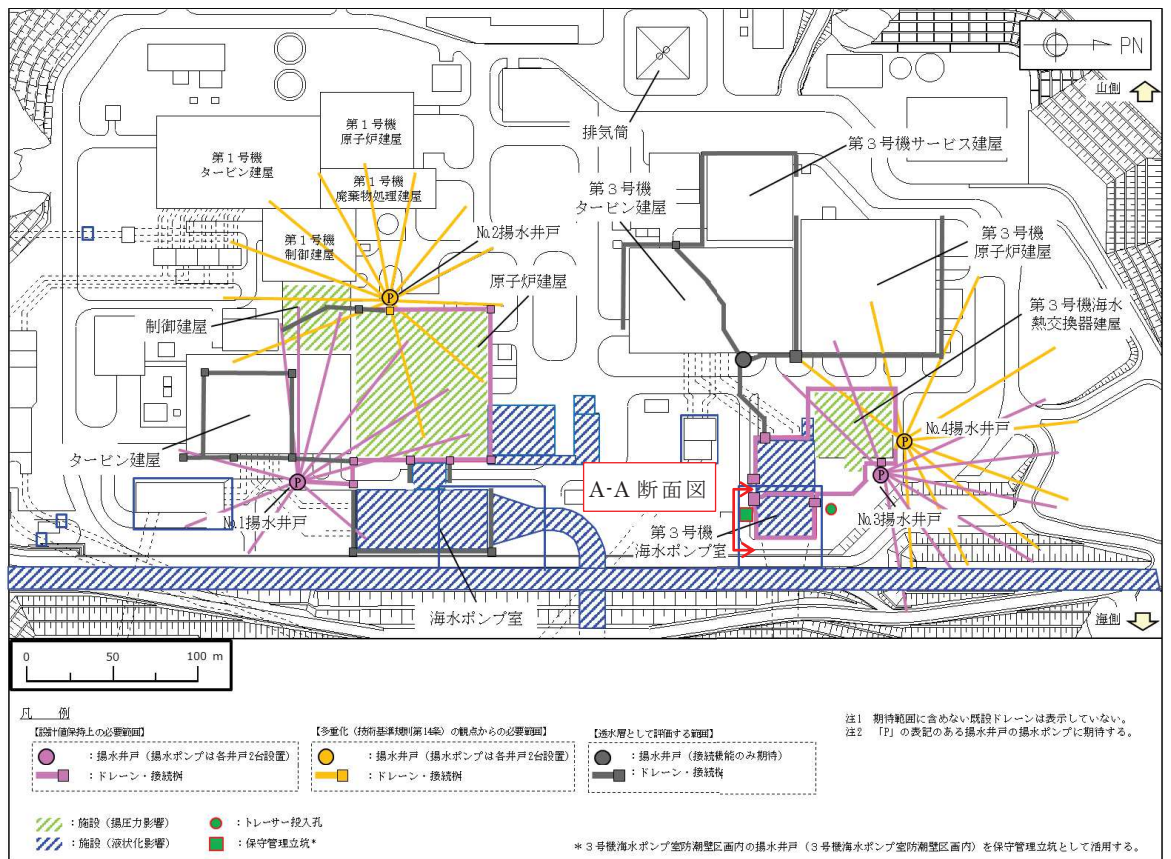 PN
山側
第1号機
原子炉建屋
第1号機
タービン建屋
排気筒
第3号機サービス建屋
第1号機
廃棄物処理建屋
第3号機
タービン建屋
No.2揚水井戸
第1号機
制御建屋
第3号機
原子炉建屋
P
原子炉建屋
制御建屋
第3号機海水
熱交換器建屋
タービン建屋
P
No.4揚水井戸
P
P
A-A 断面図
No.1揚水井戸
No.3揚水井戸
第3号機
海水ポンプ室
海水ポンプ室
海側
0 50 100 m
凡 例
【設計値保持上の必要範囲】
：揚水井戸（揚水ポンプは各井戸2台設置）
：ドレーン・接続桝
【多重化（技術基準規則第14条）の観点からの必要範囲】
：揚水井戸（揚水ポンプは各井戸2台設置）
：ドレーン・接続桝
【透水層として評価する範囲】
：揚水井戸（接続機能のみ期待）
：ドレーン・接続桝
注1 期待範囲に含めない既設ドレーンは表示していない。
注2 「P」の表記のある揚水井戸の揚水ポンプに期待する。
：施設（揚圧力影響）
：施設（液状化影響）
：トレーサー投入孔
：保守管理立坑*
＊3号機海水ポンプ室防潮壁区画内の揚水井戸（3号機海水ポンプ室防潮壁区画内）を保守管理立坑として活用する。